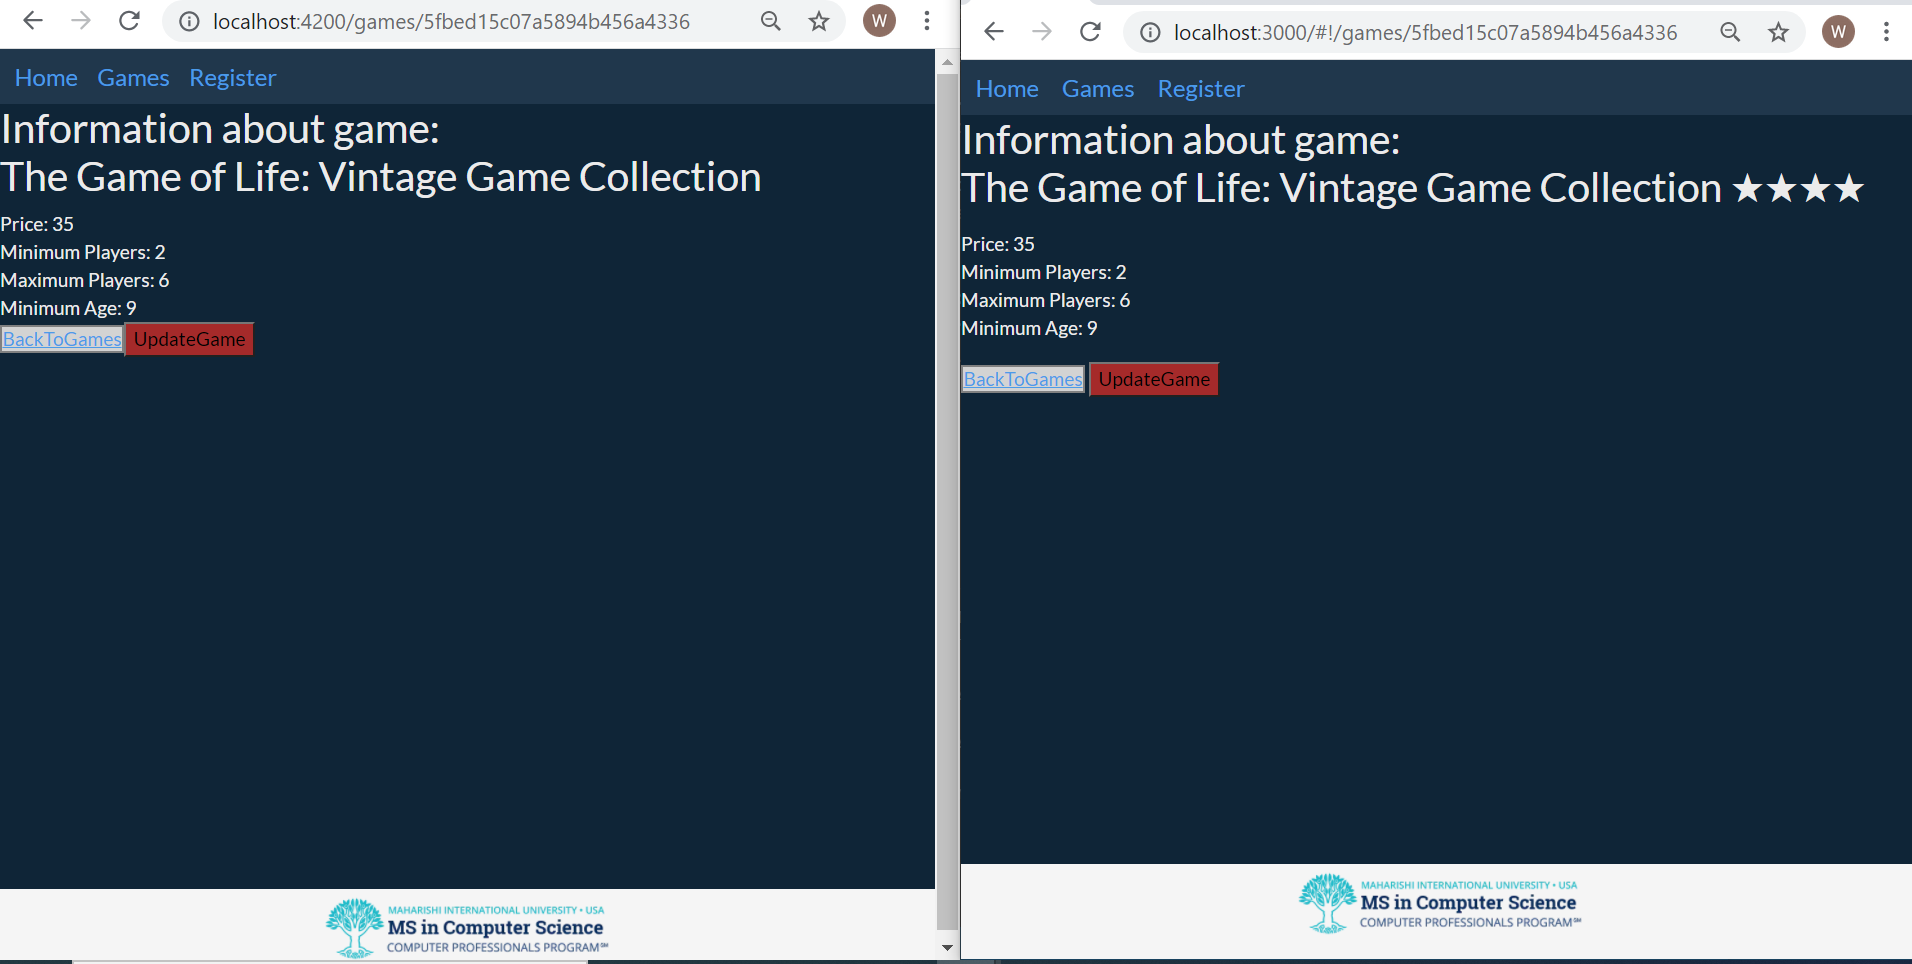 localhost:4200/games/5fbed15c07a5894b456a4336
W
Home Games Register
Information about game:
The Game of Life: Vintage Game Collection
Price: 35
Minimum Players: 2
Maximum Players: 6
Minimum Age: 9
BackToGames UpdateGame
MAHARISHI INTERNATIONAL UNIVERSITY • USA
MS in Computer Science
COMPUTER PROFESSIONALS PROGRAM℠
localhost:3000/#!/games/5fbed15c07a5894b456a4336
W
Home Games Register
Information about game:
The Game of Life: Vintage Game Collection ★★★★
Price: 35
Minimum Players: 2
Maximum Players: 6
Minimum Age: 9
BackToGames UpdateGame
MAHARISHI INTERNATIONAL UNIVERSITY • USA
MS in Computer Science
COMPUTER PROFESSIONALS PROGRAM℠